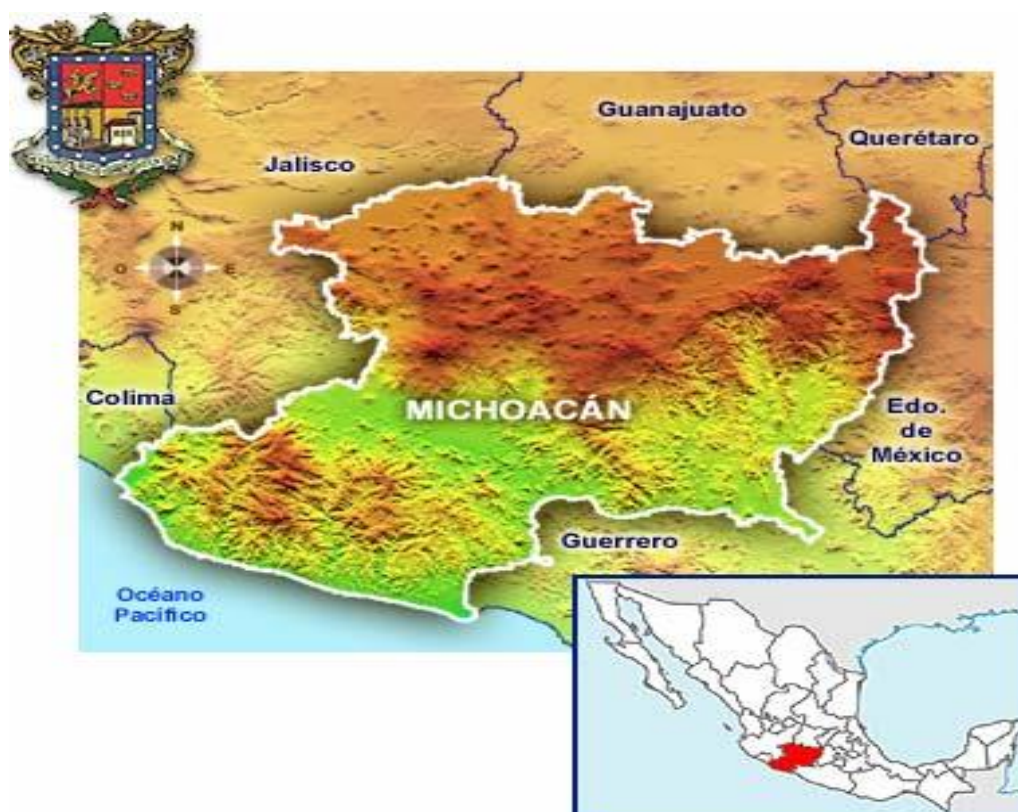 Guanajuato
Querétaro
Jalisco
N
O
E
S
Colima
MICHOACÁN
Edo.
de
México
Guerrero
Océano
Pacífico